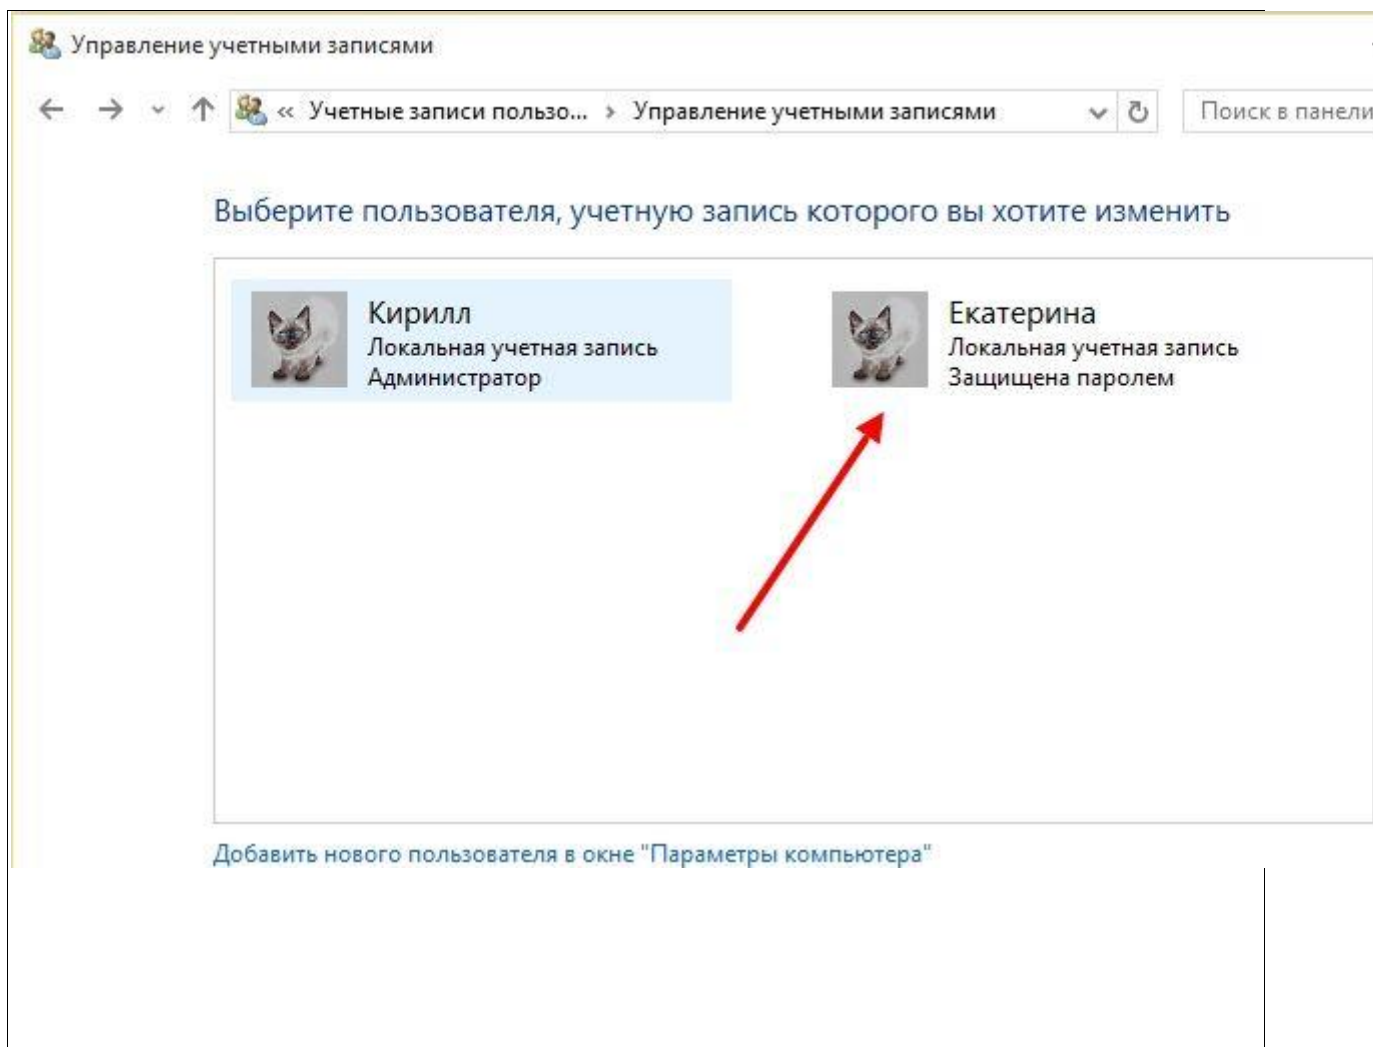 Управление учетными записями
« Учетные записи пользо... › Управление учетными записями
Поиск в панели
Выберите пользователя, учетную запись которого вы хотите изменить
Кирилл
Локальная учетная запись
Администратор
Екатерина
Локальная учетная запись
Защищена паролем
Добавить нового пользователя в окне "Параметры компьютера"